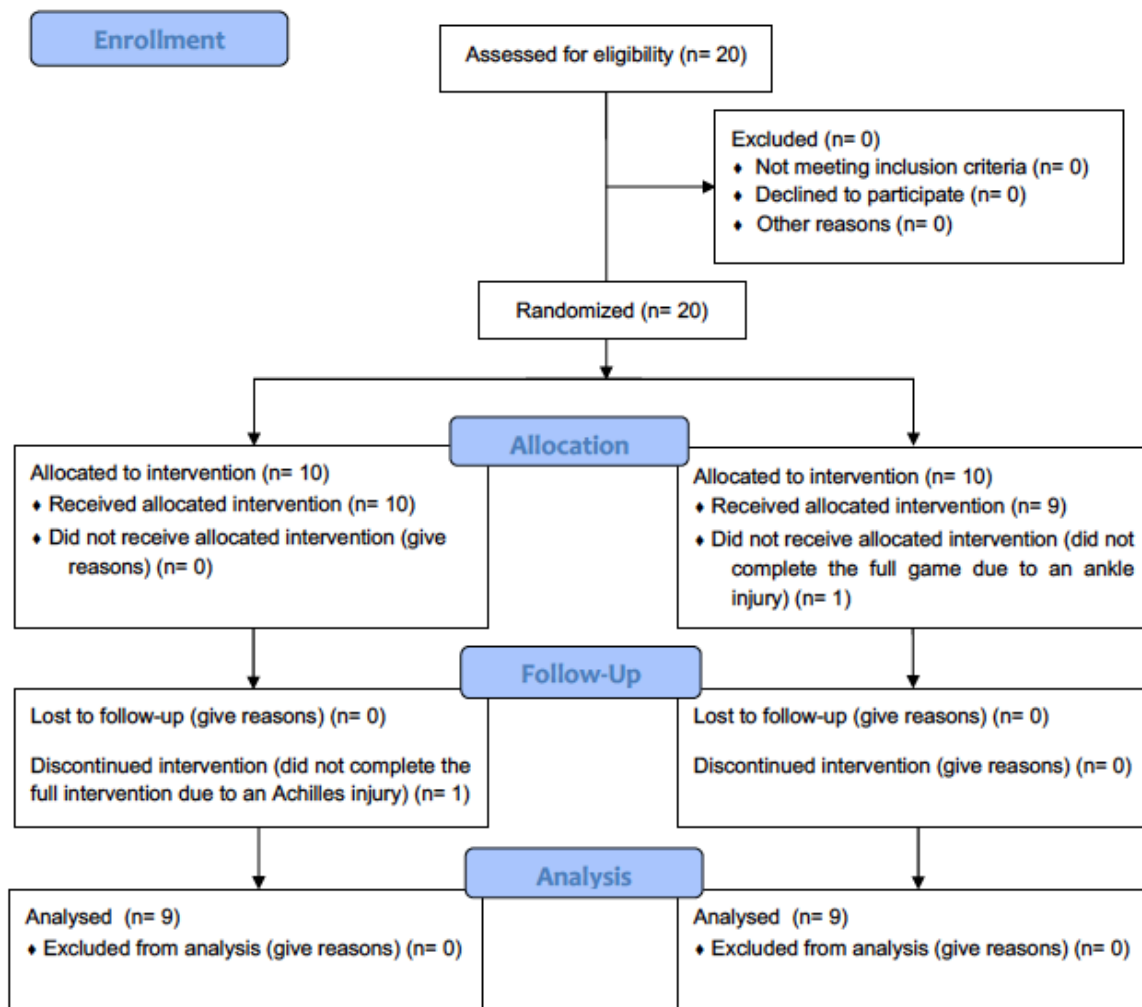 Enrollment
Assessed for eligibility (n= 20)
Excluded (n= 0)
♦ Not meeting inclusion criteria (n= 0)
♦ Declined to participate (n= 0)
♦ Other reasons (n= 0)
Randomized (n= 20)
Allocation
Allocated to intervention (n= 10)
♦ Received allocated intervention (n= 10)
♦ Did not receive allocated intervention (give
reasons) (n= 0)
Allocated to intervention (n= 10)
♦ Received allocated intervention (n= 9)
♦ Did not receive allocated intervention (did not
complete the full game due to an ankle
injury) (n= 1)
Follow-Up
Lost to follow-up (give reasons) (n= 0)
Discontinued intervention (did not complete the
full intervention due to an Achilles injury) (n= 1)
Lost to follow-up (give reasons) (n= 0)
Discontinued intervention (give reasons) (n= 0)
Analysis
Analysed (n= 9)
♦ Excluded from analysis (give reasons) (n= 0)
Analysed (n= 9)
♦ Excluded from analysis (give reasons) (n= 0)